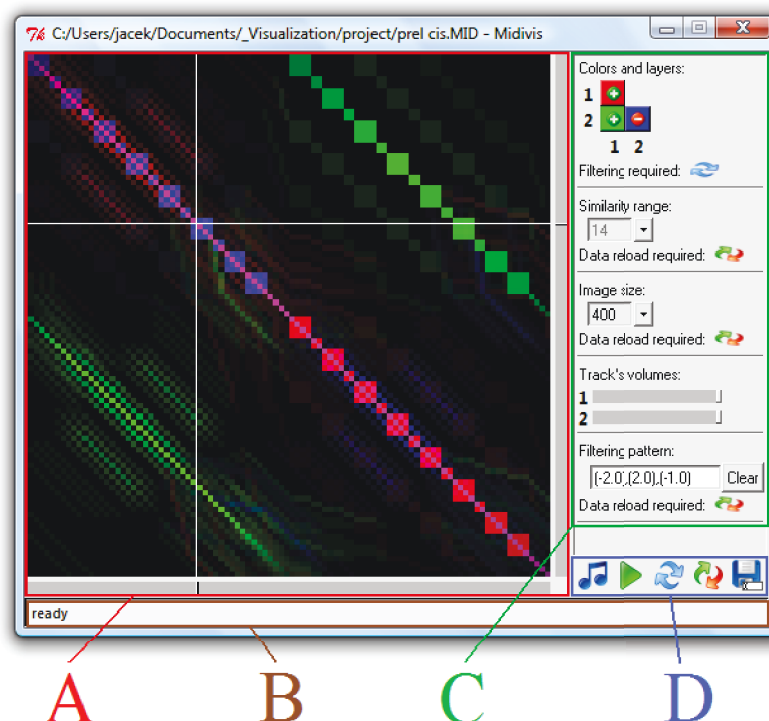 C:/Users/jacek/Documents/_Visualization/project/prel cis.MID - Midivis
Colors and layers:
1
2
1 2
Filtering required:
Similarity range:
14
Data reload required:
Image size:
400
Data reload required:
Track's volumes:
1
2
Filtering pattern:
(-2.0),(2.0),(-1.0) Clear
Data reload required:
ready
A B C D